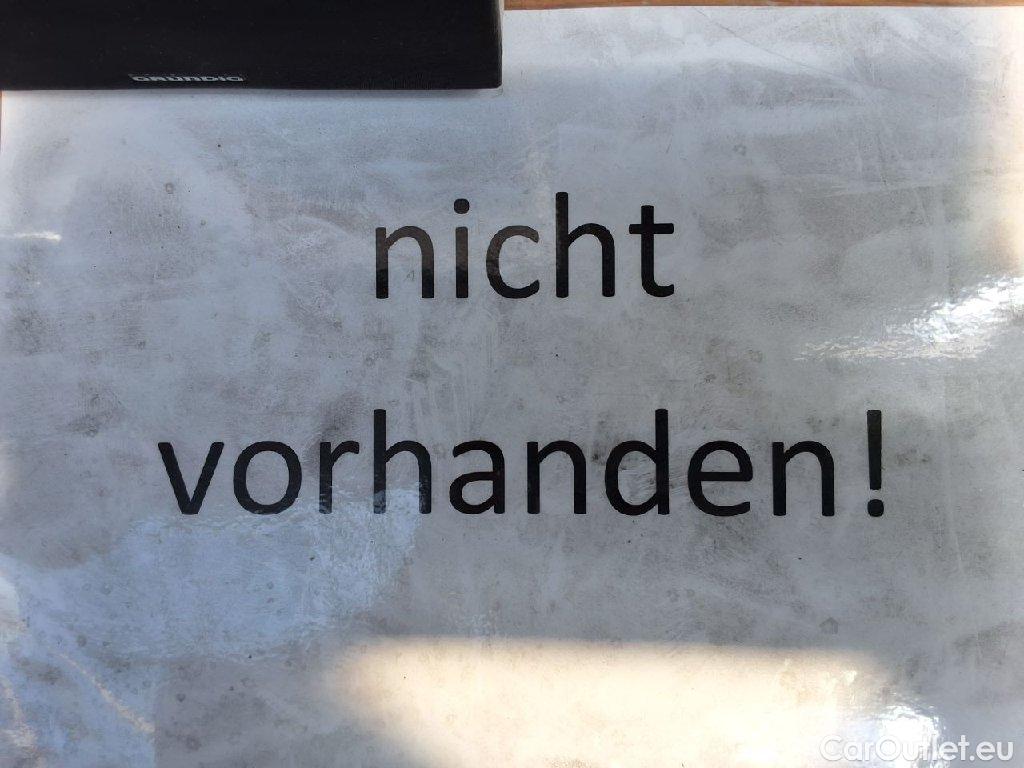 GRUNDIG
nicht
vorhanden!
CarOutlet.eu